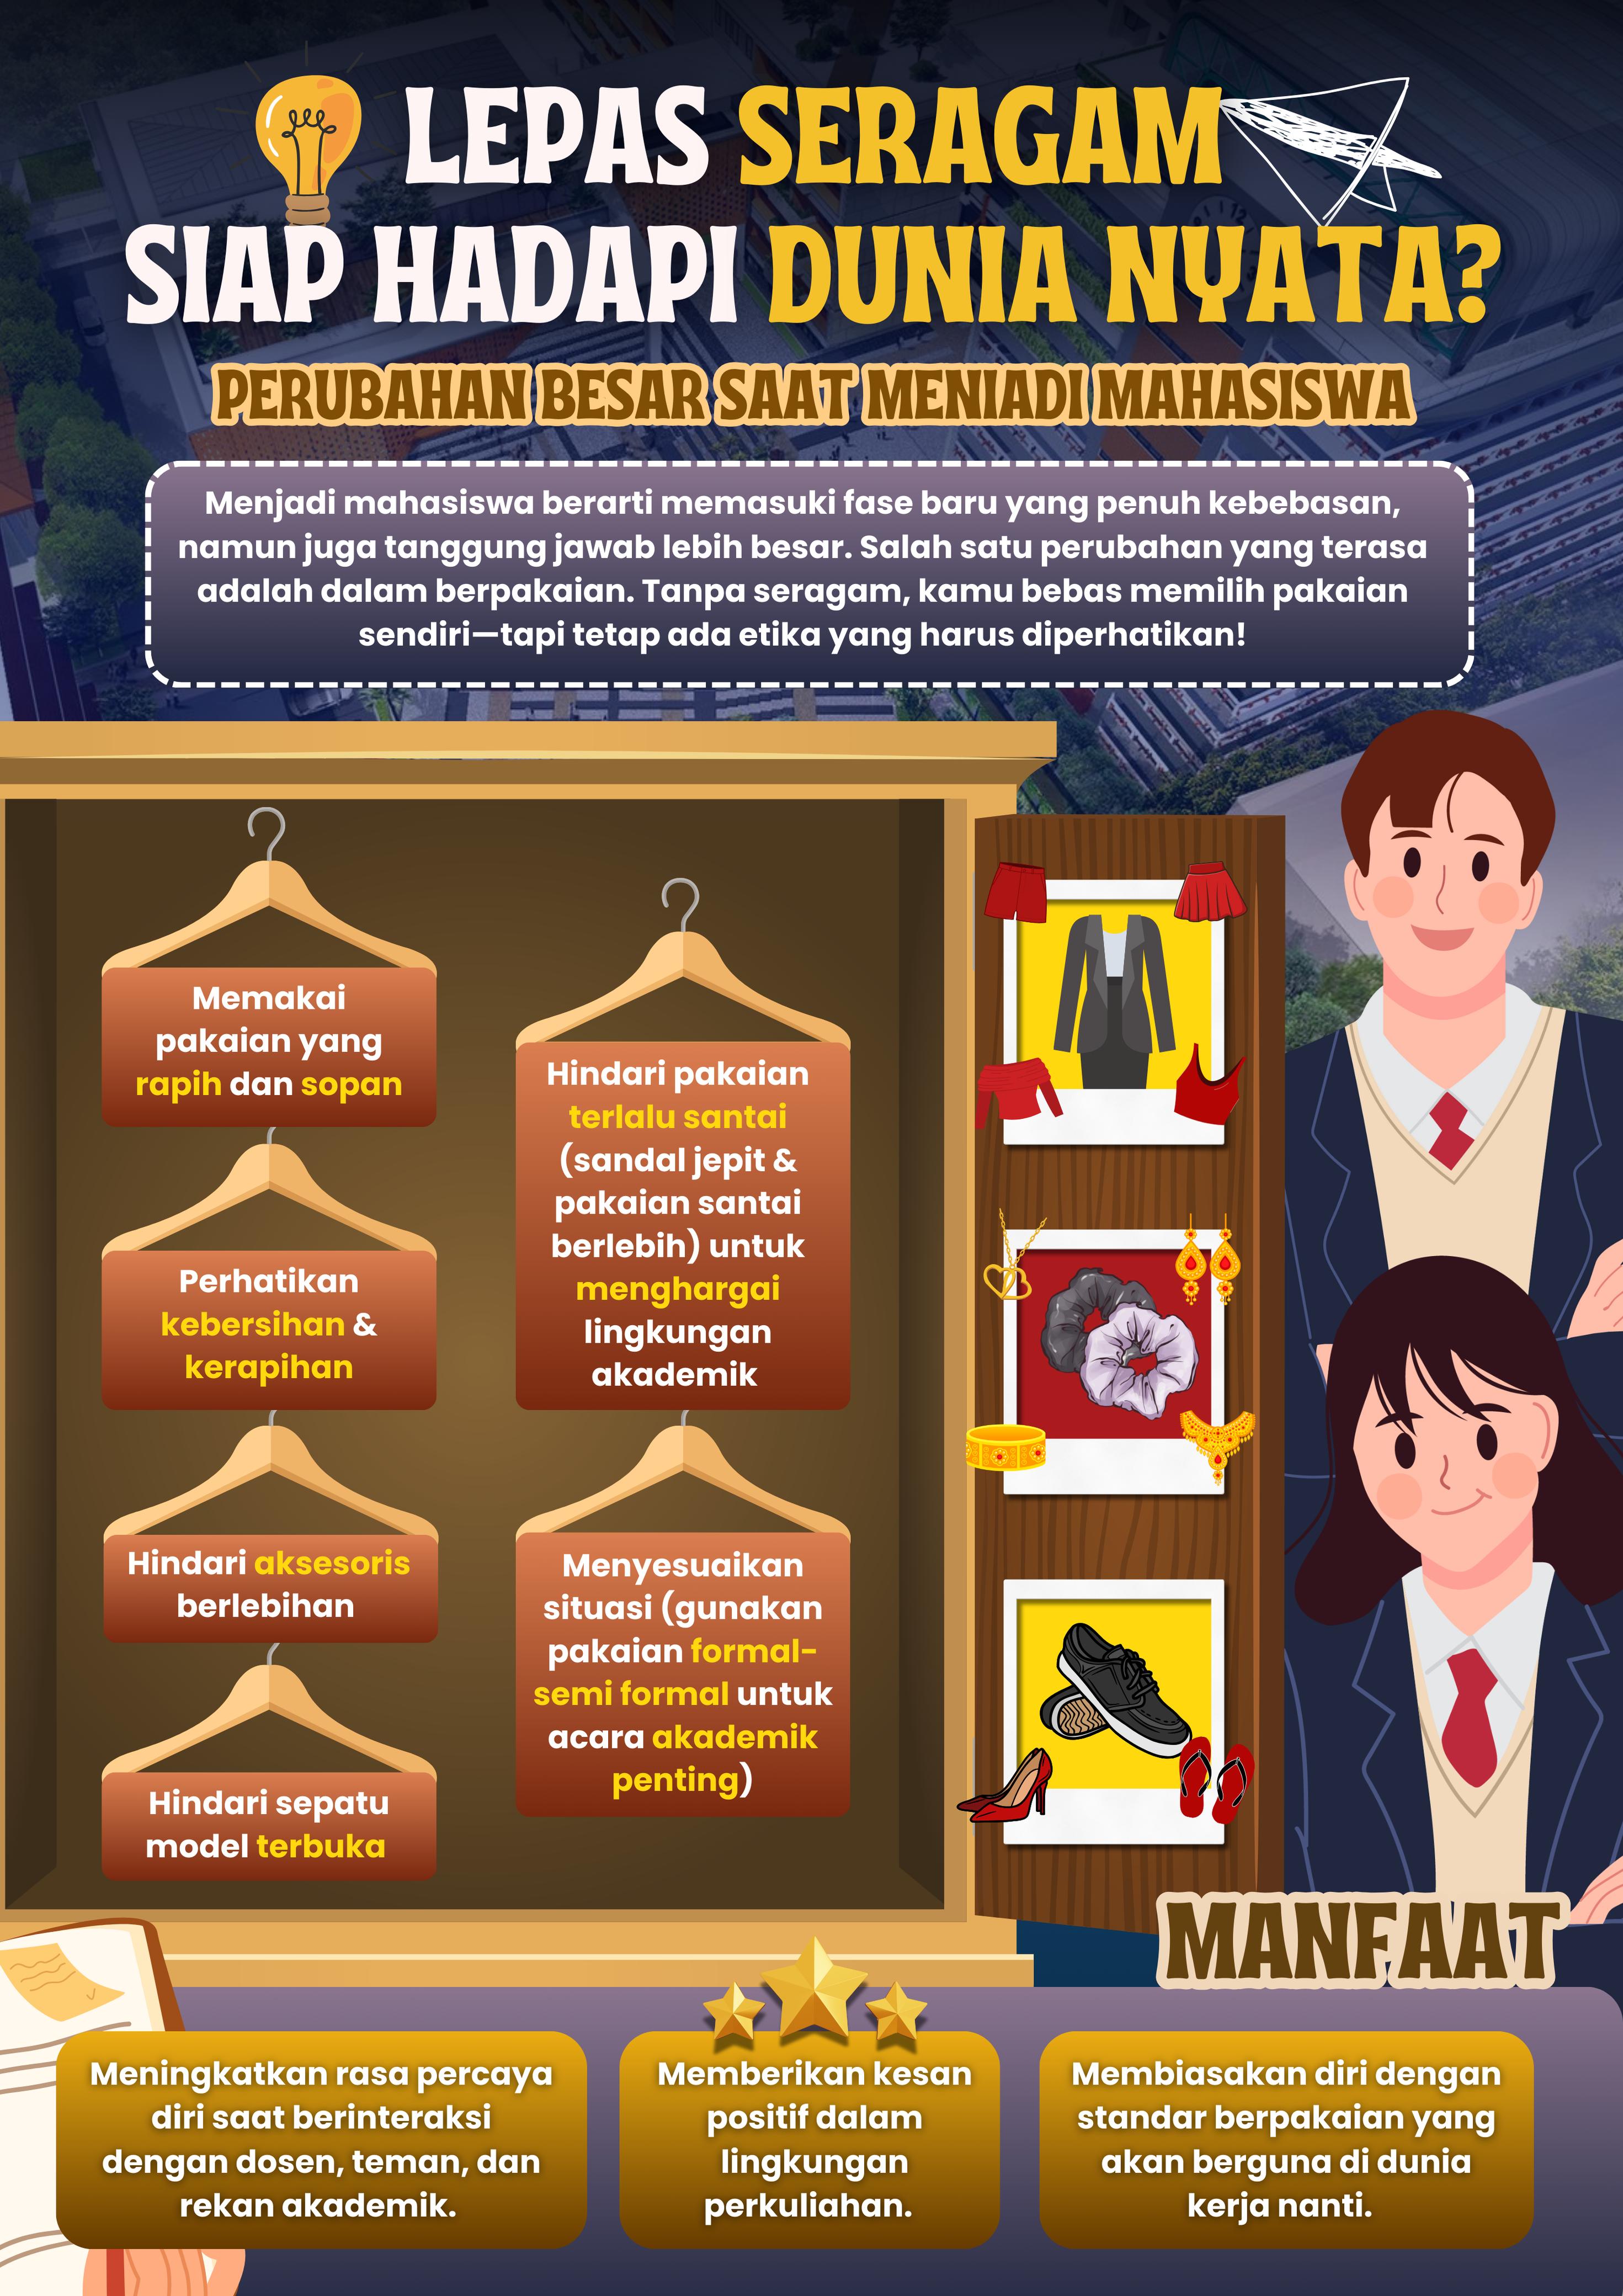 LEPAS SERAGAM
SIAP HADAPI DUNIA NYATA?
PERUBAHAN BESAR SAAT MENIADI MAHASISWA
Menjadi mahasiswa berarti memasuki fase baru yang penuh kebebasan,
namun juga tanggung jawab lebih besar. Salah satu perubahan yang terasa
adalah dalam berpakaian. Tanpa seragam, kamu bebas memilih pakaian
sendiri—tapi tetap ada etika yang harus diperhatikan!
Memakai
pakaian yang
rapih dan sopan
Perhatikan
kebersihan &
kerapihan
Hindari aksesoris
berlebihan
Hindari sepatu
model terbuka
Hindari pakaian
terlalu santai
(sandal jepit &
pakaian santai
berlebih) untuk
menghargai
lingkungan
akademik
Menyesuaikan
situasi (gunakan
pakaian formal-
semi formal untuk
acara akademik
penting)
MANFAAT
Meningkatkan rasa percaya
diri saat berinteraksi
dengan dosen, teman, dan
rekan akademik.
Memberikan kesan
positif dalam
lingkungan
perkuliahan.
Membiasakan diri dengan
standar berpakaian yang
akan berguna di dunia
kerja nanti.